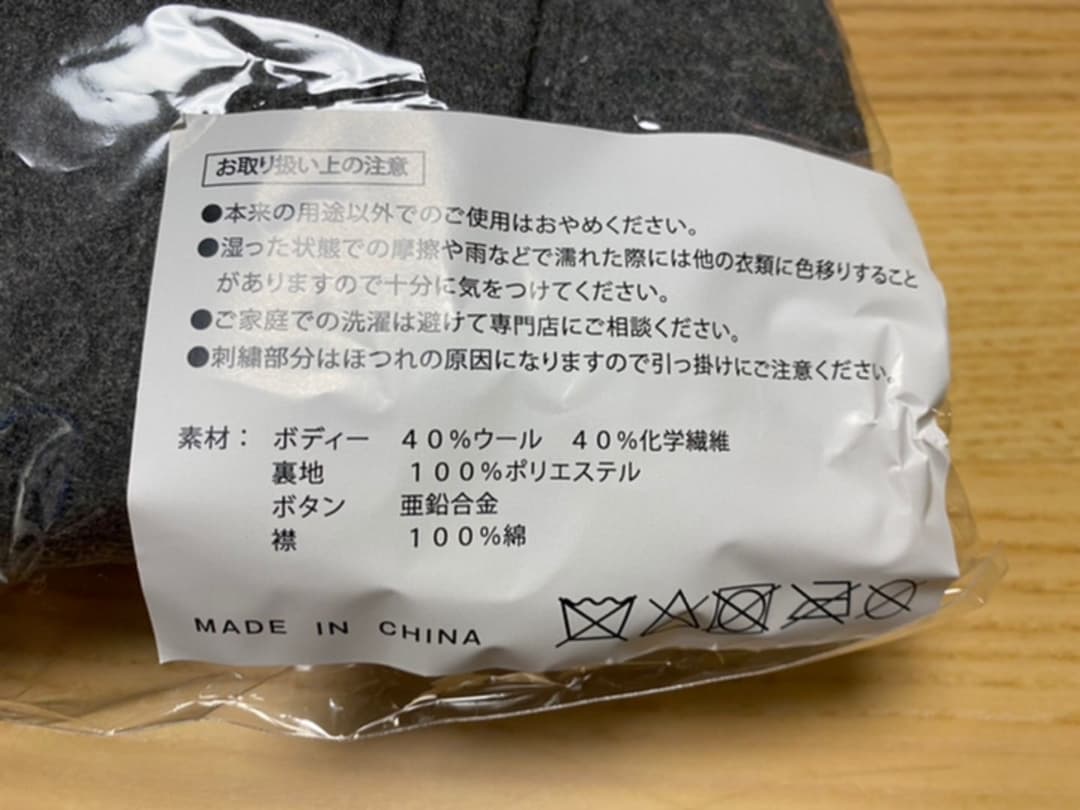 お取り扱い上の注意
●本来の用途以外でのご使用はおやめください。
●湿った状態での摩擦や雨などで濡れた際には他の衣類に色移りすること
がありますので十分に気をつけてください。
●ご家庭での洗濯は避けて専門店にご相談ください。
●刺繍部分はほつれの原因になりますので引っ掛けにご注意ください。
素材： ボディー ４０％ウール ４０％化学繊維
裏地 １００％ポリエステル
ボタン 亜鉛合金
襟 １００％綿
MADE IN CHINA